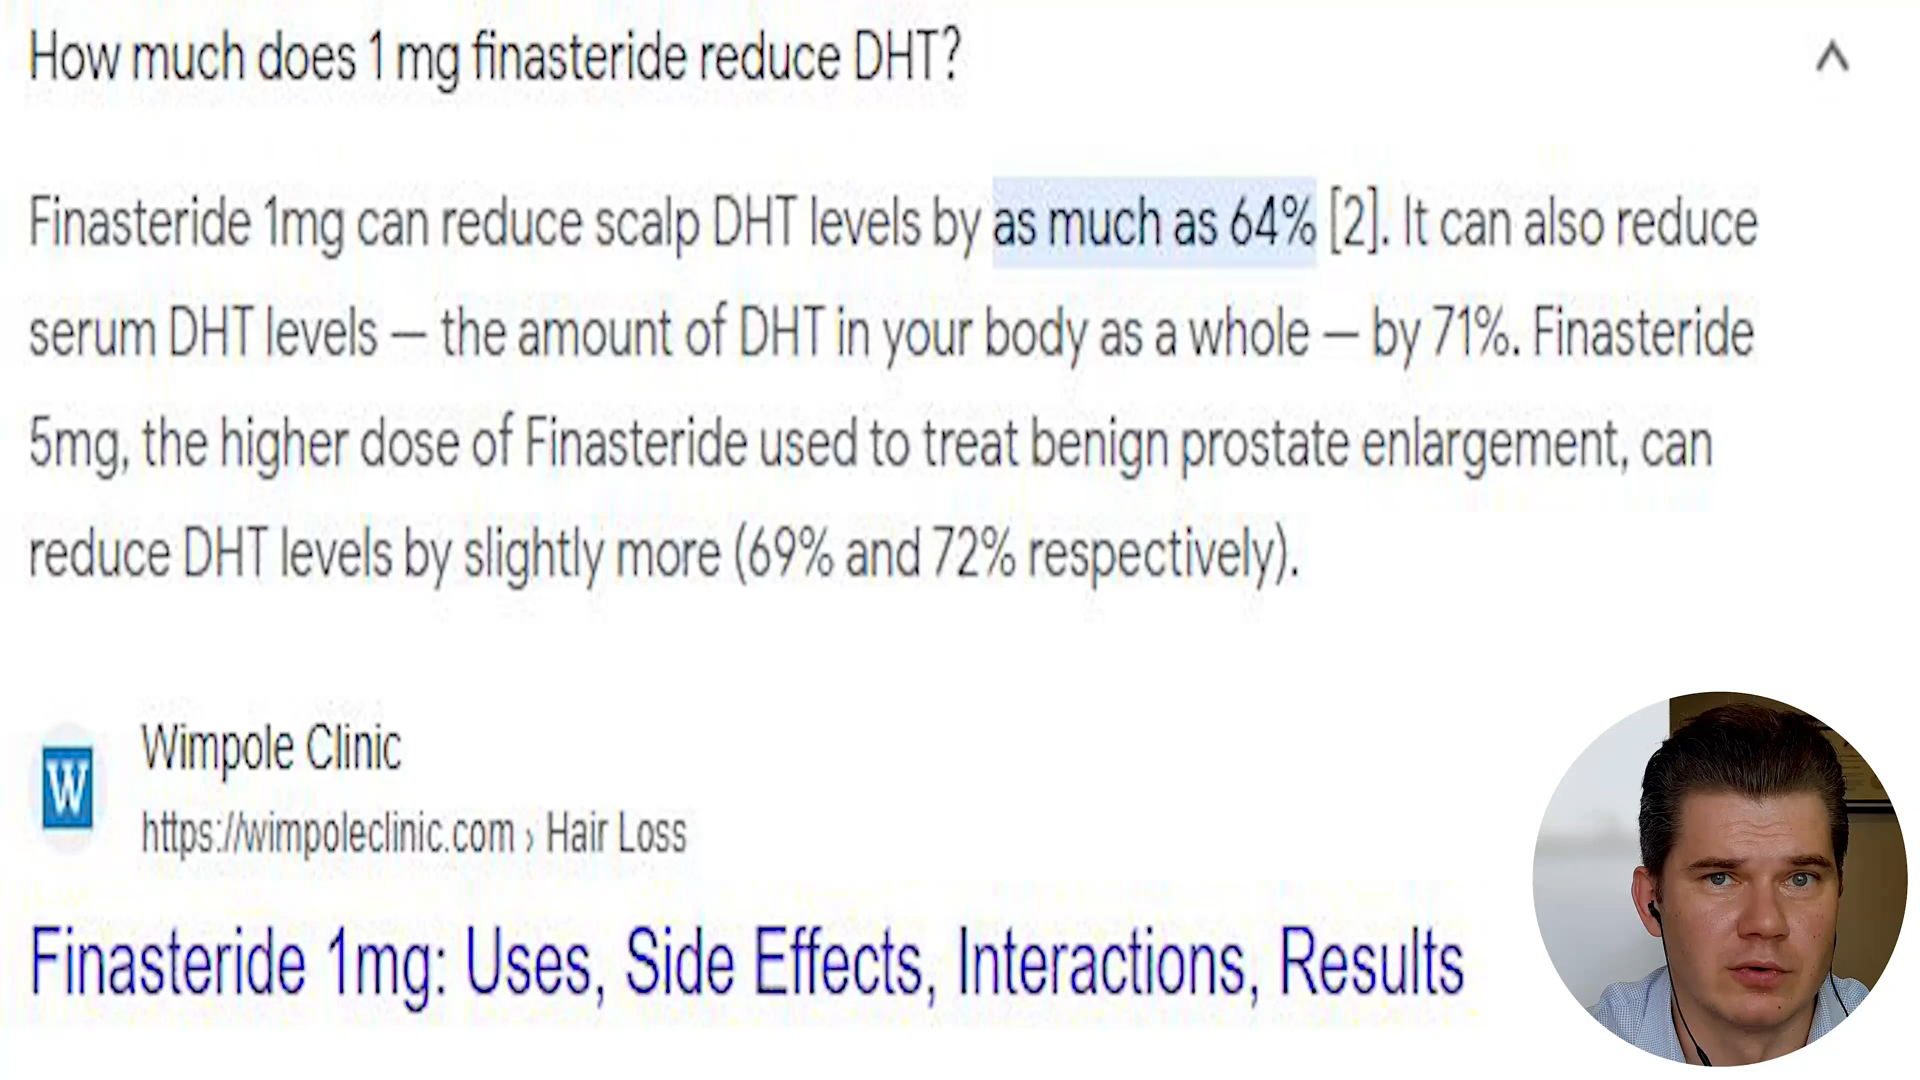 How much does 1 mg finasteride reduce DHT?
Finasteride 1mg can reduce scalp DHT levels by as much as 64% [2]. It can also reduce
serum DHT levels — the amount of DHT in your body as a whole — by 71%. Finasteride
5mg, the higher dose of Finasteride used to treat benign prostate enlargement, can
reduce DHT levels by slightly more (69% and 72% respectively).
W
Wimpole Clinic
https://wimpoleclinic.com › Hair Loss
Finasteride 1mg: Uses, Side Effects, Interactions, Results